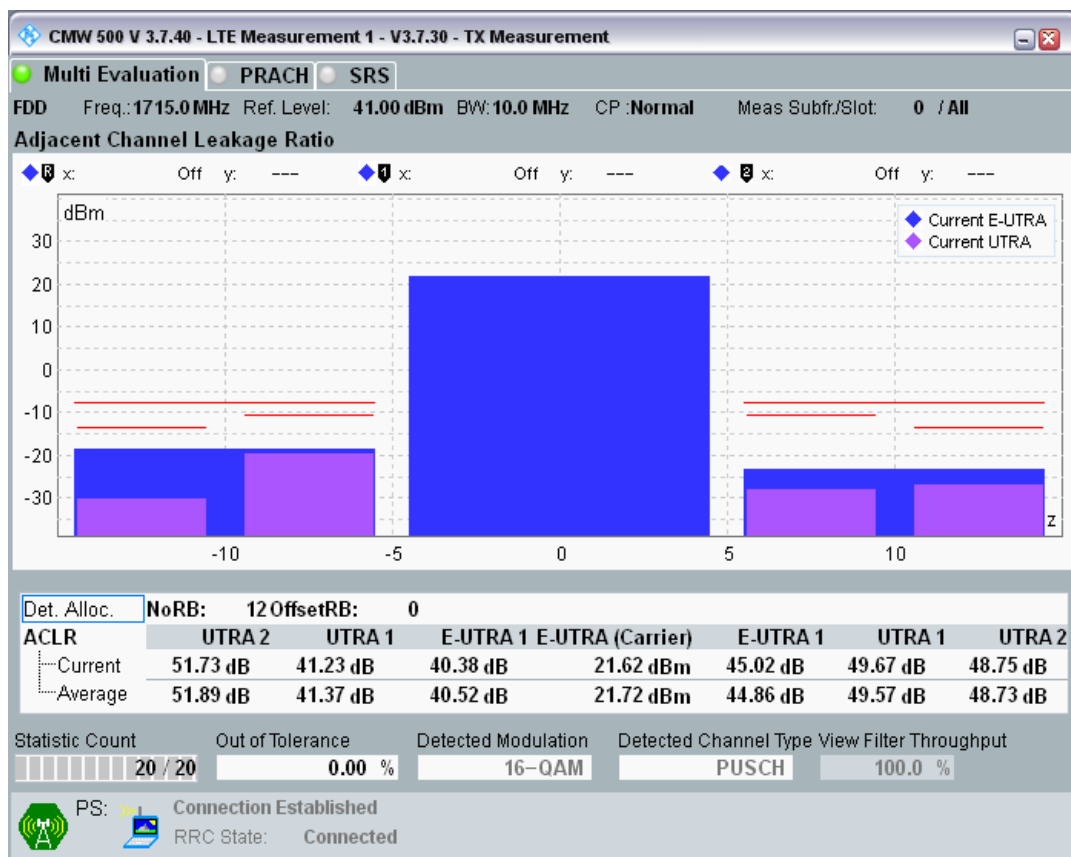 CMW 500 V 3.7.40 - LTE Measurement 1 - V3.7.30 - TX Measurement
Multi Evaluation PRACH SRS
FDD Freq.: 1715.0 MHz Ref. Level: 41.00 dBm BW: 10.0 MHz CP : Normal Meas Subfr./Slot: 0 / All
Adjacent Channel Leakage Ratio
R x: Off y: --- 1 x: Off y: --- 2 x: Off y: ---
dBm
Current E-UTRA
Current UTRA
30
20
10
0
-10
-20
-30
z
-10 -5 0 5 10
Det. Alloc. NoRB: 12 OffsetRB: 0
ACLR UTRA 2 UTRA 1 E-UTRA 1 E-UTRA (Carrier) E-UTRA 1 UTRA 1 UTRA 2
Current 51.73 dB 41.23 dB 40.38 dB 21.62 dBm 45.02 dB 49.67 dB 48.75 dB
Average 51.89 dB 41.37 dB 40.52 dB 21.72 dBm 44.86 dB 49.57 dB 48.73 dB
Statistic Count Out of Tolerance Detected Modulation Detected Channel Type View Filter Throughput
20 / 20 0.00 % 16-QAM PUSCH 100.0 %
PS: Connection Established
RRC State: Connected